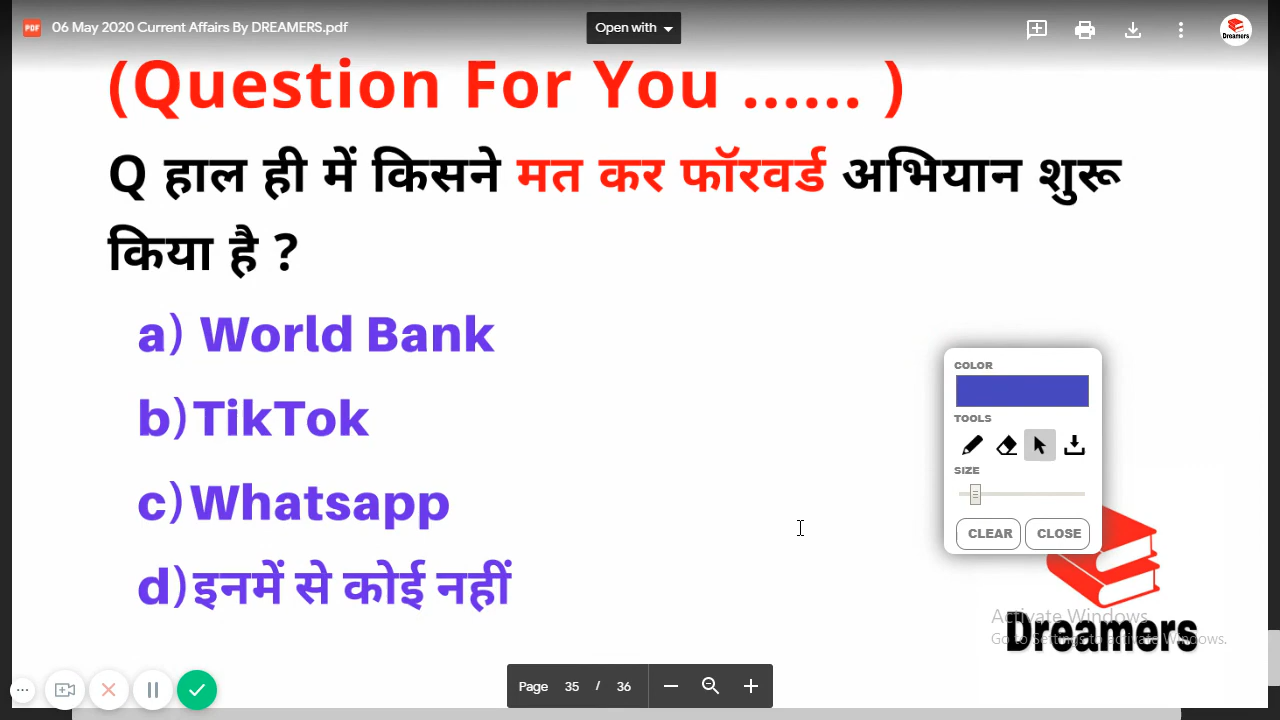 06 May 2020 Current Affairs By DREAMERS.pdf
Open with
Dreamers
(Question For You ...... )
Q हाल ही में किसने मत कर फॉरवर्ड अभियान शुरू
किया है ?
a) World Bank
b)TikTok
c)Whatsapp
d)इनमें से कोई नहीं
COLOR
TOOLS
SIZE
CLEAR CLOSE
Activate Windows
Go to Settings to activate Windows.
Dreamers
Page 35 / 36